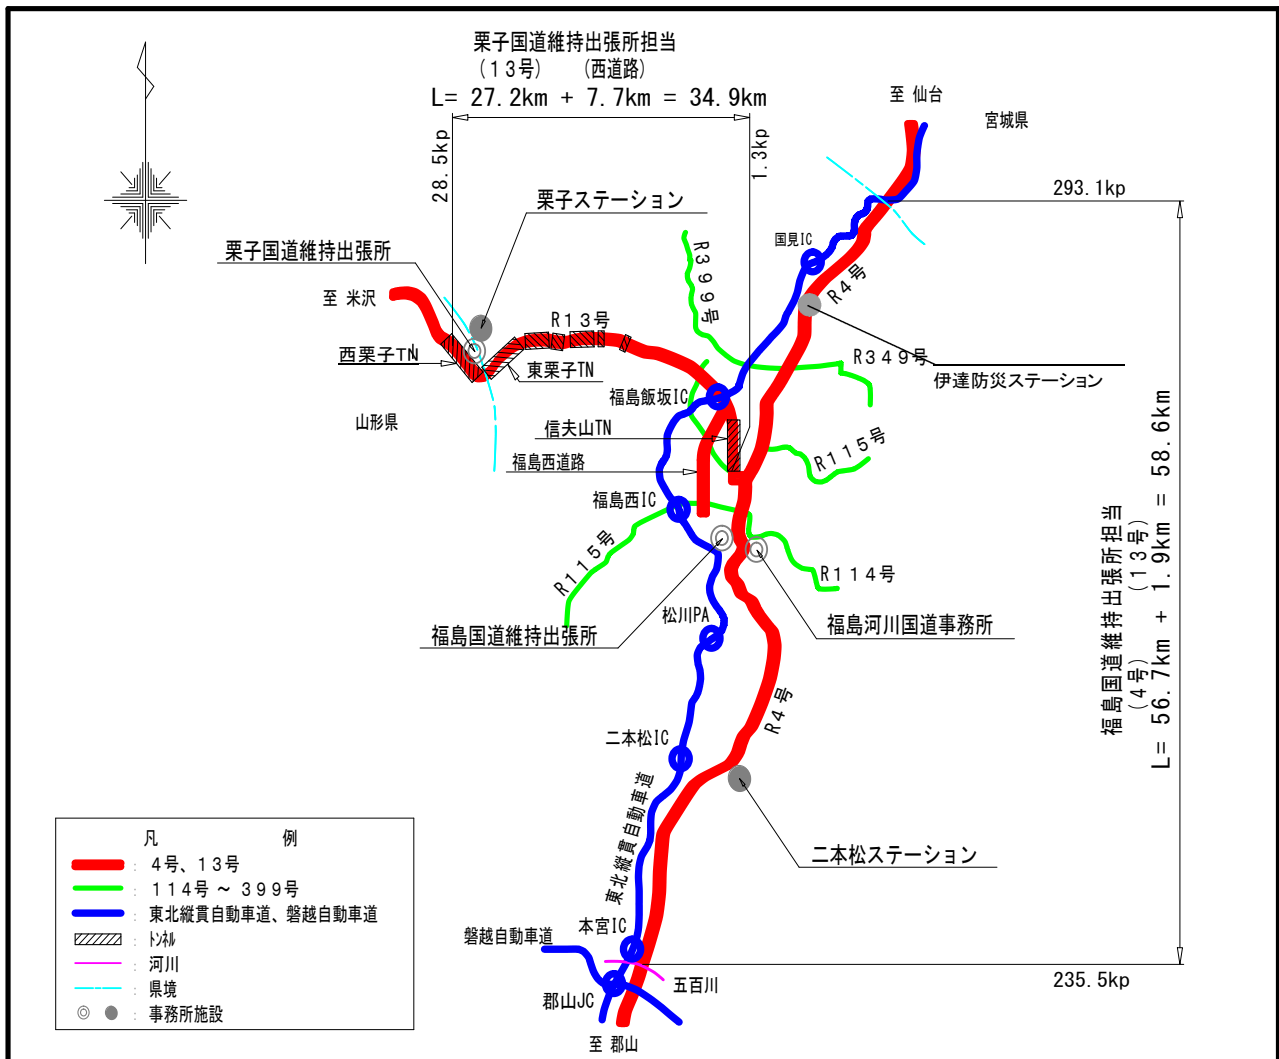 栗子国道維持出張所担当
(13号) (西道路)
L= 27.2km + 7.7km = 34.9km
至 仙台
宮城県
28.5kp
1.3kp
293.1kp
栗子ステーション
栗子国道維持出張所
国見IC
R399号
R4号
至 米沢
R13号
西栗子TN
東栗子TN
R349号
伊達防災ステーション
福島飯坂IC
山形県
信夫山TN
R115号
福島西道路
福島西IC
R115号
R114号
松川PA
福島国道維持出張所
福島河川国道事務所
福島国道維持出張所担当
(4号) (13号)
L= 56.7km + 1.9km = 58.6km
R4号
二本松IC
東北縦貫自動車道
二本松ステーション
本宮IC
磐越自動車道
五百川
235.5kp
郡山JC
至 郡山
凡 例
: 4号、13号
: 114号 ~ 399号
: 東北縦貫自動車道、磐越自動車道
: トンネル
: 河川
: 県境
: 事務所施設